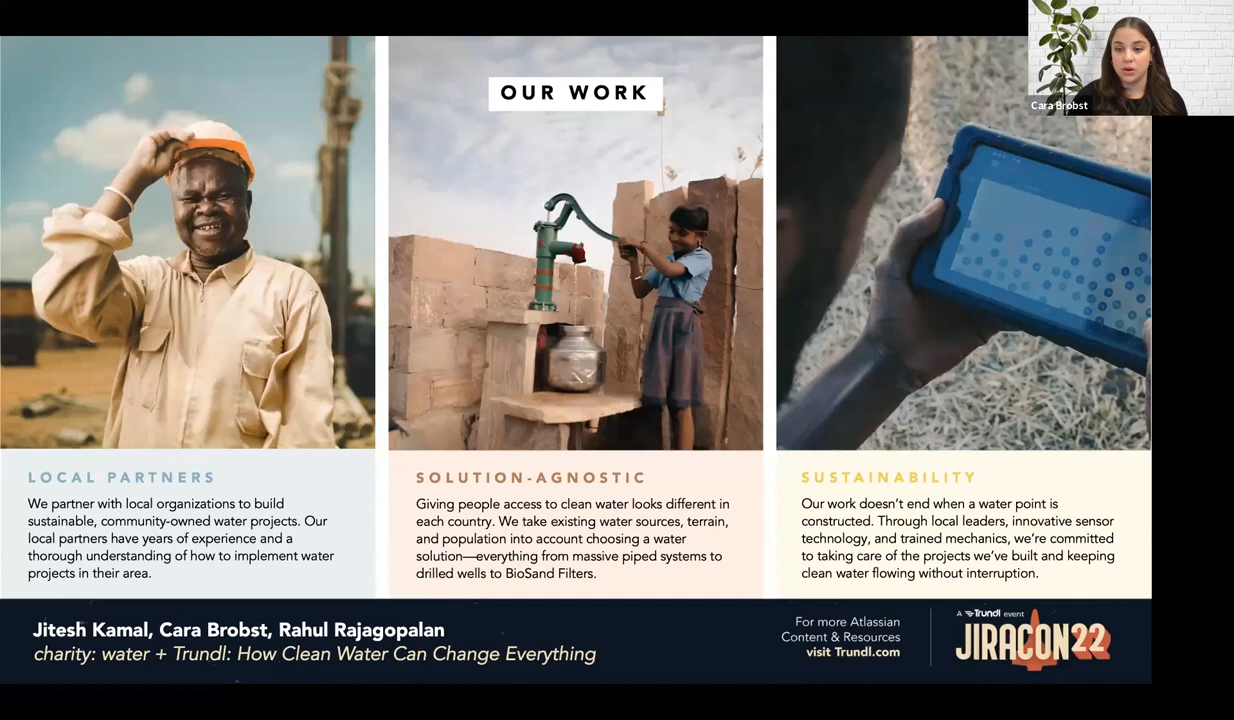 OUR WORK
Cara Brobst
LOCAL PARTNERS
We partner with local organizations to build
sustainable, community-owned water projects. Our
local partners have years of experience and a
thorough understanding of how to implement water
projects in their area.
SOLUTION-AGNOSTIC
Giving people access to clean water looks different in
each country. We take existing water sources, terrain,
and population into account choosing a water
solution—everything from massive piped systems to
drilled wells to BioSand Filters.
SUSTAINABILITY
Our work doesn't end when a water point is
constructed. Through local leaders, innovative sensor
technology, and trained mechanics, we're committed
to taking care of the projects we've built and keeping
clean water flowing without interruption.
Jitesh Kamal, Cara Brobst, Rahul Rajagopalan
charity: water + Trundl: How Clean Water Can Change Everything
For more Atlassian
Content & Resources
visit Trundl.com
A Trundl event
JIRACON22